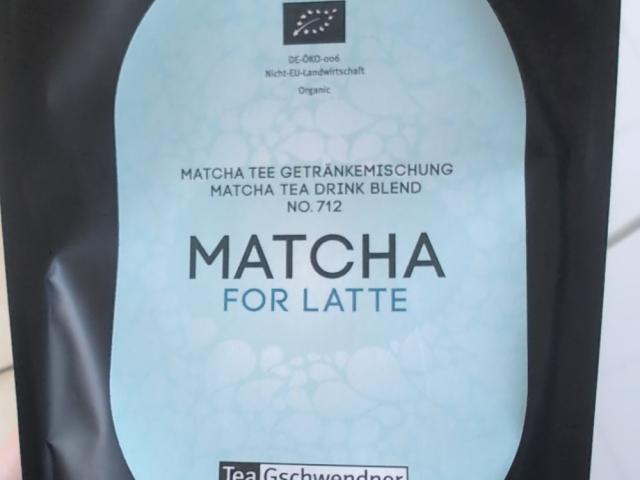 DE-ÖKO-006
Nicht-EU-Landwirtschaft
Organic
MATCHA TEE GETRÄNKEMISCHUNG
MATCHA TEA DRINK BLEND
NO. 712
MATCHA
FOR LATTE
Tea Gschwendner